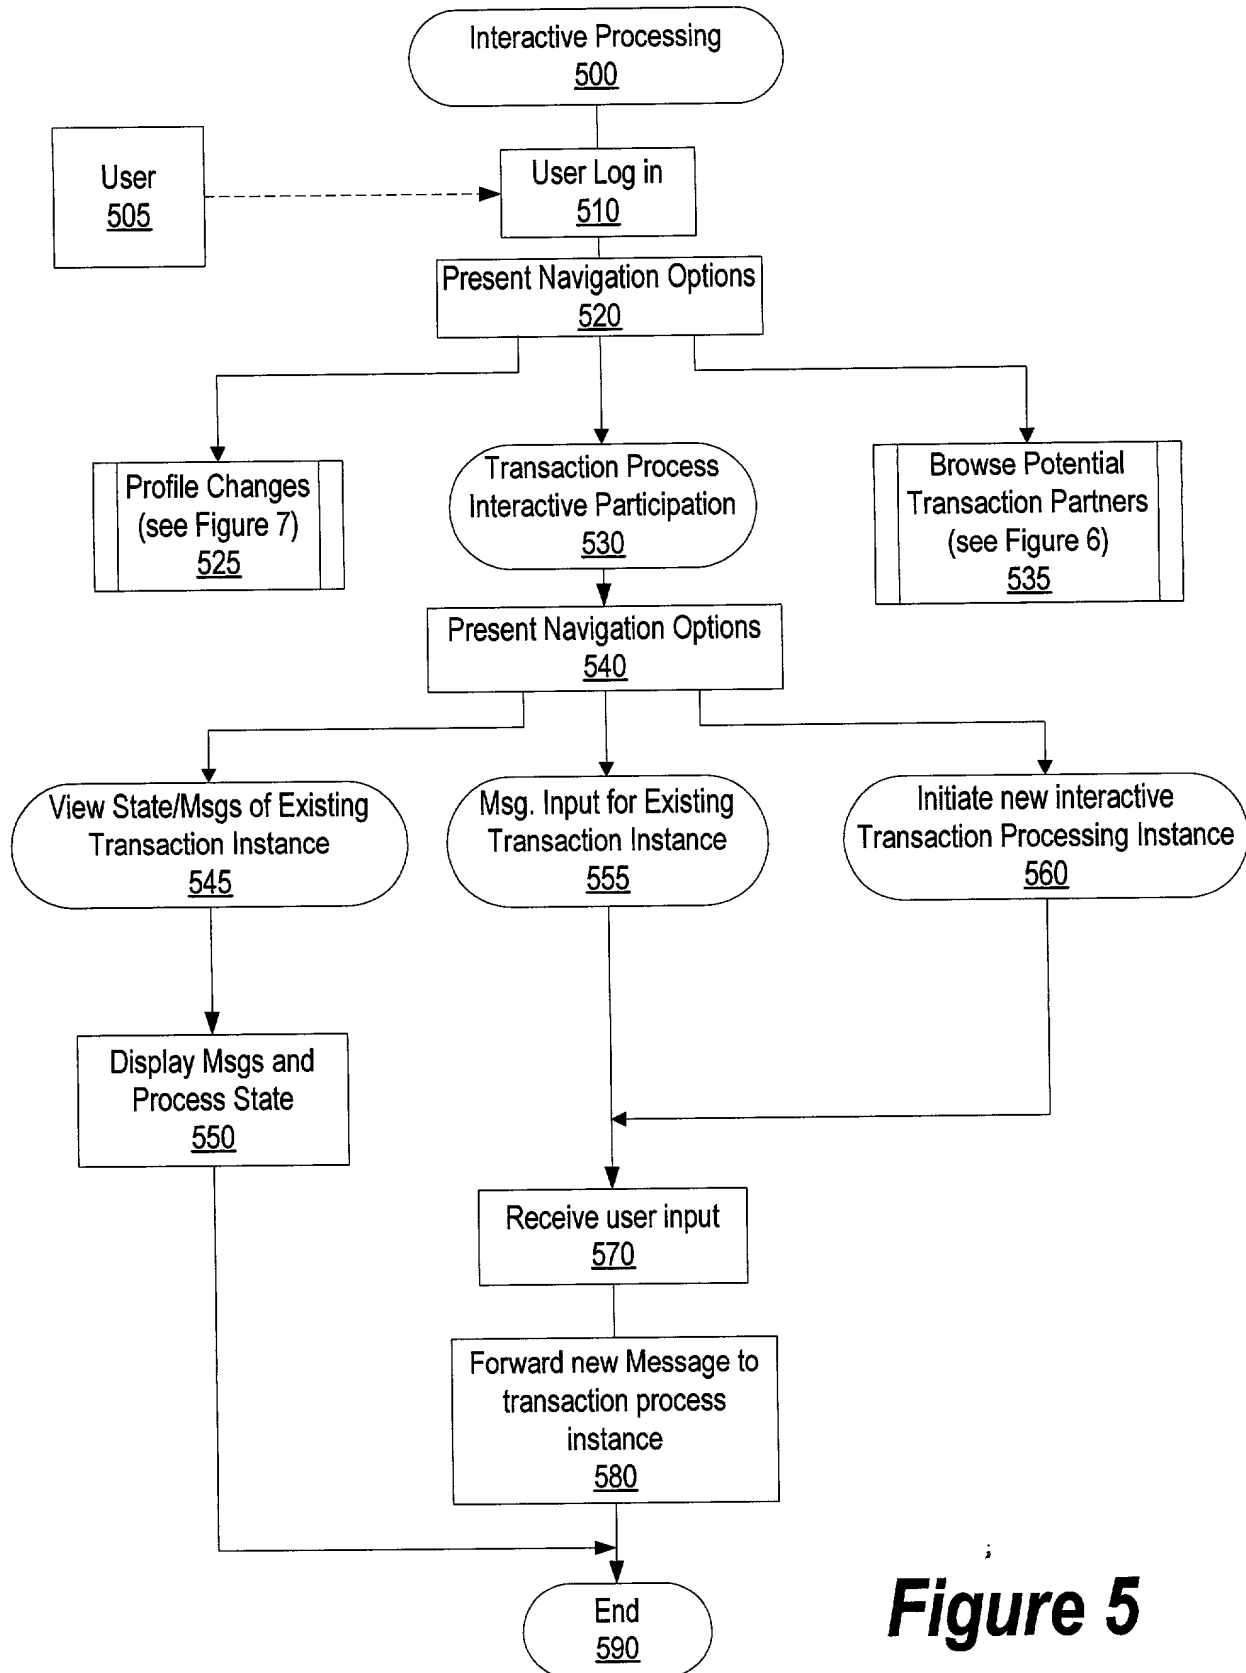 Interactive Processing
500
User
505
User Log in
510
Present Navigation Options
520
Profile Changes
(see Figure 7)
525
Transaction Process
Interactive Participation
530
Browse Potential
Transaction Partners
(see Figure 6)
535
Present Navigation Options
540
View State/Msgs of Existing
Transaction Instance
545
Msg. Input for Existing
Transaction Instance
555
Initiate new interactive
Transaction Processing Instance
560
Display Msgs and
Process State
550
Receive user input
570
Forward new Message to
transaction process
instance
580
End
590
Figure 5